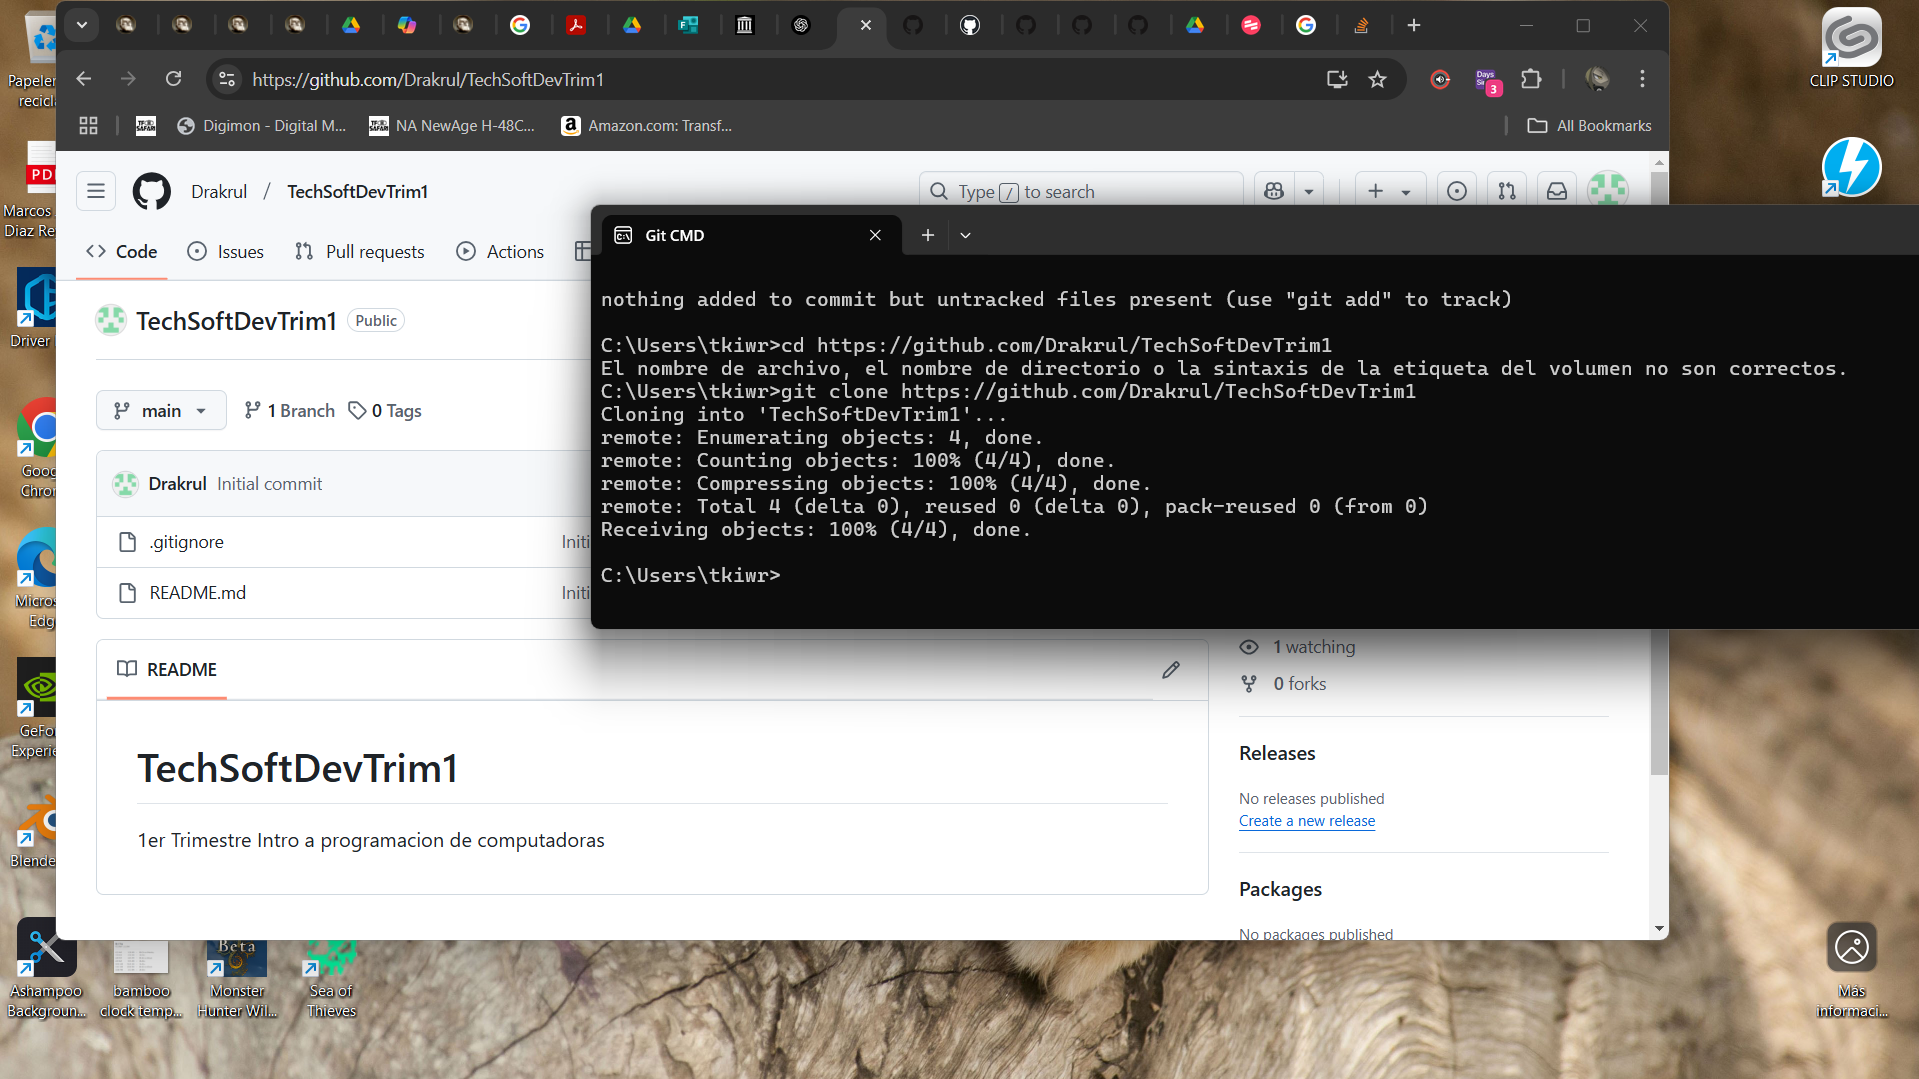 https://github.com/Drakrul/TechSoftDevTrim1
Days
3
Digimon - Digital M...
NA NewAge H-48C...
Amazon.com: Transf...
All Bookmarks
Drakrul / TechSoftDevTrim1
Type / to search
Code
Issues
Pull requests
Actions
TechSoftDevTrim1
Public
main
1 Branch
0 Tags
Drakrul Initial commit
.gitignore
Initi
README.md
Initi
README
TechSoftDevTrim1
1er Trimestre Intro a programacion de computadoras
1 watching
0 forks
Releases
No releases published
Create a new release
Packages
No packages published
Git CMD
nothing added to commit but untracked files present (use "git add" to track)
C:\Users\tkiwr>cd https://github.com/Drakrul/TechSoftDevTrim1
El nombre de archivo, el nombre de directorio o la sintaxis de la etiqueta del volumen no son correctos.
C:\Users\tkiwr>git clone https://github.com/Drakrul/TechSoftDevTrim1
Cloning into 'TechSoftDevTrim1'...
remote: Enumerating objects: 4, done.
remote: Counting objects: 100% (4/4), done.
remote: Compressing objects: 100% (4/4), done.
remote: Total 4 (delta 0), reused 0 (delta 0), pack-reused 0 (from 0)
Receiving objects: 100% (4/4), done.
C:\Users\tkiwr>
Papeler
recicl
PDF
Marcos
Diaz Re
Driver
Goog
Chro
Micros
Edg
GeFo
Experie
Blende
Ashampoo
Backgroun...
bamboo
clock temp...
Beta
Monster
Hunter Wil...
Sea of
Thieves
CLIP STUDIO
Más
informaci...